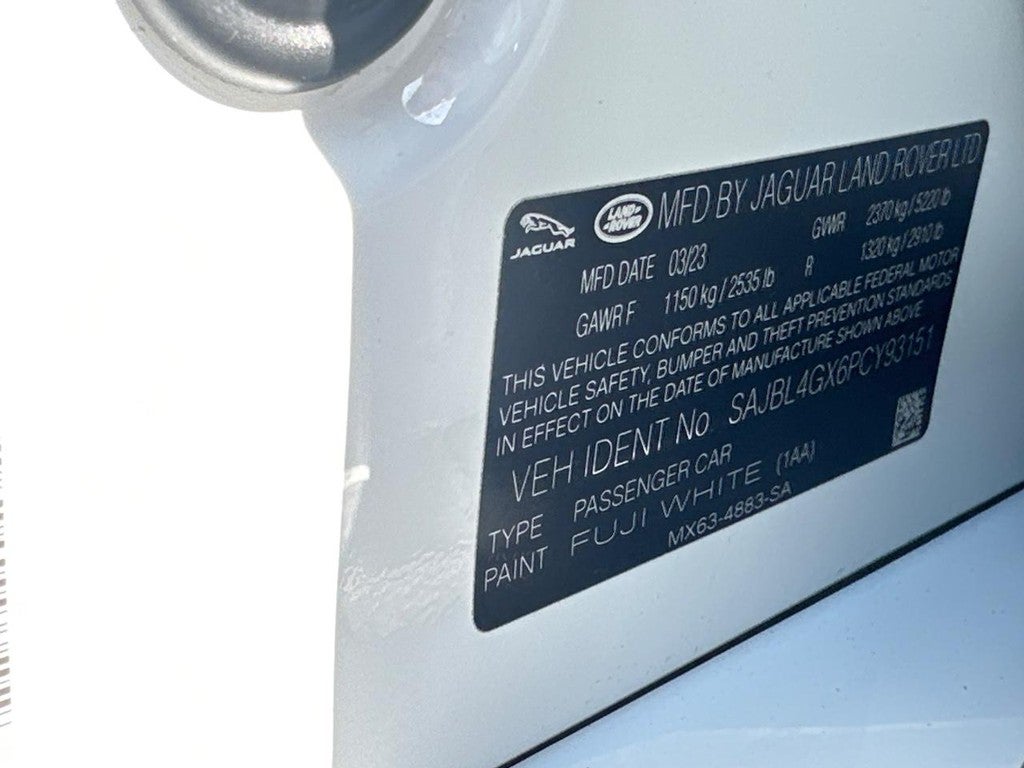 JAGUAR
LAND-
-ROVER
MFD BY JAGUAR LAND ROVER LTD
MFD DATE 03/23 GVWR 2370 kg / 5220 lb
GAWR F 1150 kg / 2535 lb R 1320 kg / 2910 lb
THIS VEHICLE CONFORMS TO ALL APPLICABLE FEDERAL MOTOR
VEHICLE SAFETY, BUMPER AND THEFT PREVENTION STANDARDS
IN EFFECT ON THE DATE OF MANUFACTURE SHOWN ABOVE
VEH IDENT No SAJBL4GX6PCY93151
TYPE PASSENGER CAR
PAINT FUJI WHITE (1AA)
MX63-4883-SA